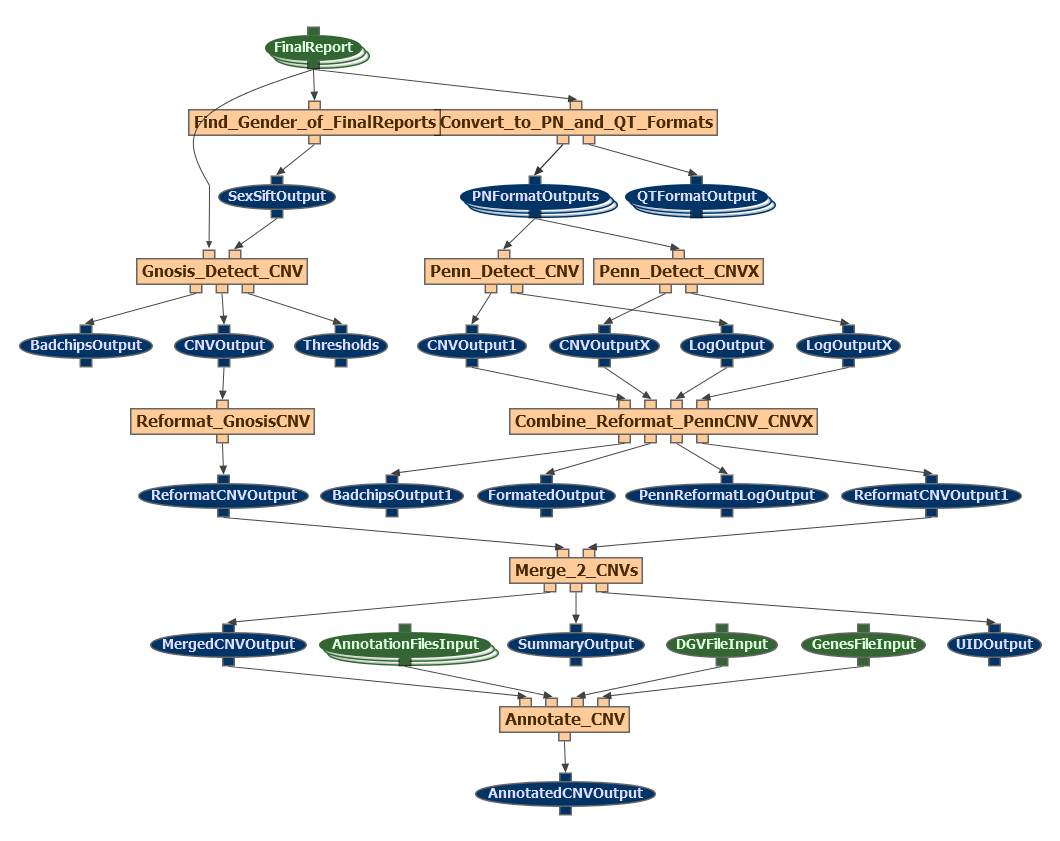 FinalReport
Find_Gender_of_FinalReports
Convert_to_PN_and_QT_Formats
SexSiftOutput
PNFormatOutputs
QTFormatOutput
Gnosis_Detect_CNV
Penn_Detect_CNV
Penn_Detect_CNVX
BadchipsOutput
CNVOutput
Thresholds
CNVOutput1
CNVOutputX
LogOutput
LogOutputX
Reformat_GnosisCNV
Combine_Reformat_PennCNV_CNVX
ReformatCNVOutput
BadchipsOutput1
FormatedOutput
PennReformatLogOutput
ReformatCNVOutput1
Merge_2_CNVs
MergedCNVOutput
AnnotationFilesInput
SummaryOutput
DGVFileInput
GenesFileInput
UIDOutput
Annotate_CNV
AnnotatedCNVOutput